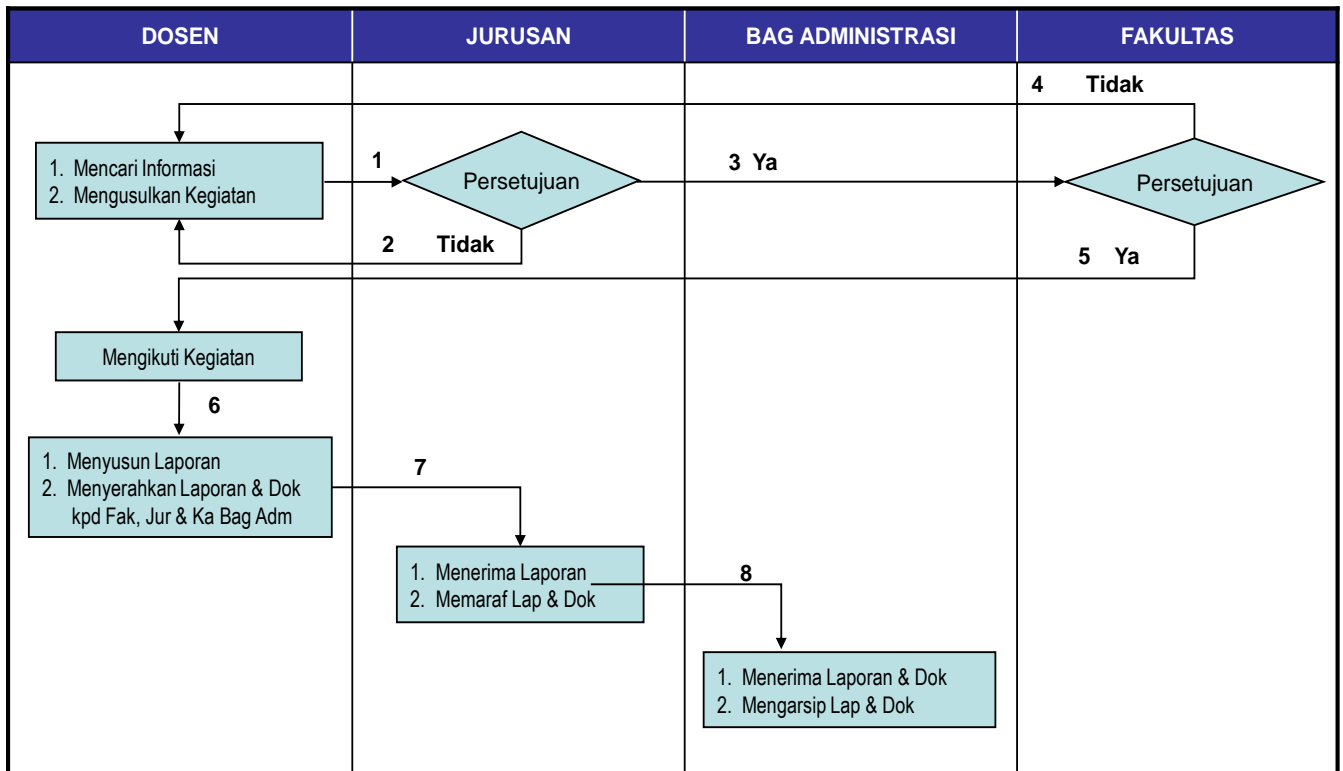 DOSEN
JURUSAN
BAG ADMINISTRASI
FAKULTAS
4 Tidak
1. Mencari Informasi
2. Mengusulkan Kegiatan
1
Persetujuan
3 Ya
Persetujuan
2 Tidak
5 Ya
Mengikuti Kegiatan
6
1. Menyusun Laporan
2. Menyerahkan Laporan & Dok
kpd Fak, Jur & Ka Bag Adm
7
1. Menerima Laporan
2. Memaraf Lap & Dok
8
1. Menerima Laporan & Dok
2. Mengarsip Lap & Dok